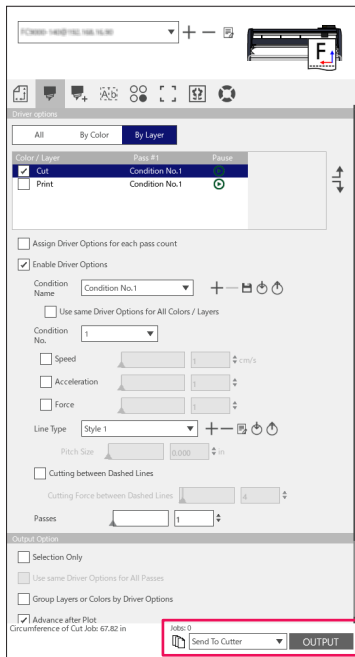 F
A·b
Driver options
All By Color By Layer
Color / Layer Pass #1 Pause
Cut Condition No.1
Print Condition No.1
Assign Driver Options for each pass count
Enable Driver Options
Condition Name Condition No.1
Use same Driver Options for All Colors / Layers
Condition No. 1
Speed 1 cm/s
Acceleration 1
Force 1
Line Type Style 1
Pitch Size 0.000 in
Cutting between Dashed Lines
Cutting Force between Dashed Lines 4
Passes 1
Output Option
Selection Only
Use same Driver Options for All Passes
Group Layers or Colors by Driver Options
Advance after Plot
Circumference of Cut Job: 67.82 in
Jobs: 0
Send To Cutter OUTPUT